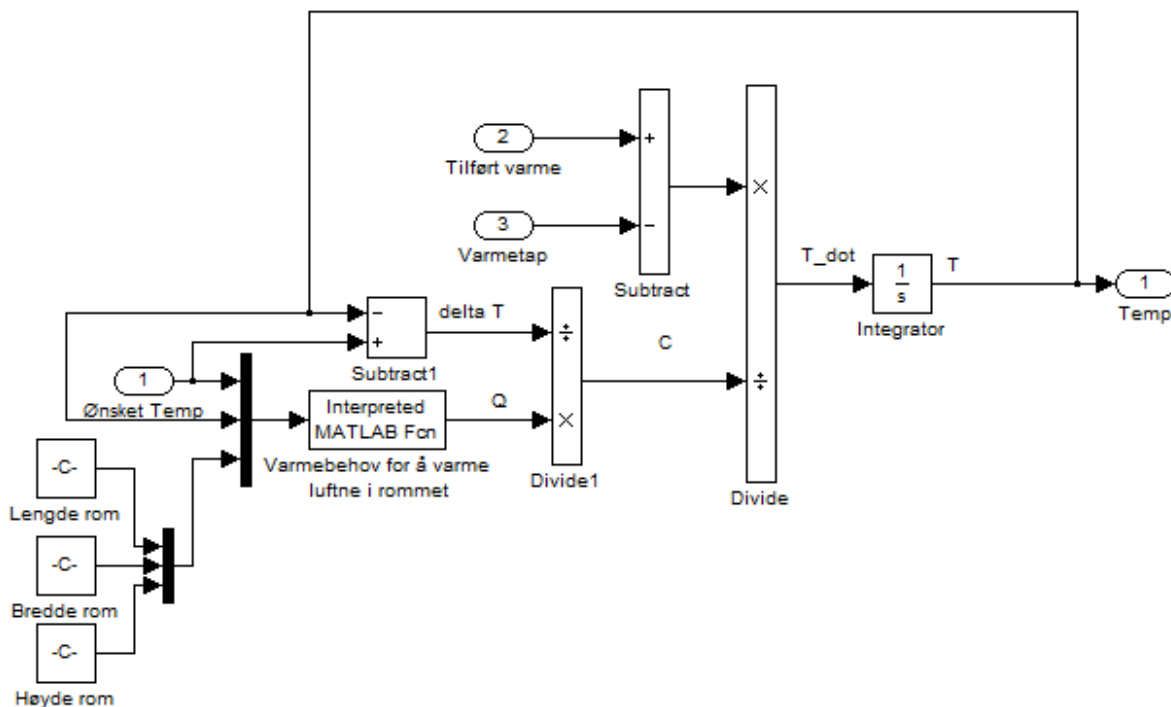 2
Tilført varme
3
Varmetap
+
−
Subtract
×
÷
Divide
T_dot
1
s
Integrator
T
1
Temp
−
+
Subtract1
delta T
÷
×
Divide1
C
1
Ønsket Temp
Interpreted
MATLAB Fcn
Q
Varmebehov for å varme
luftne i rommet
-C-
Lengde rom
-C-
Bredde rom
-C-
Høyde rom